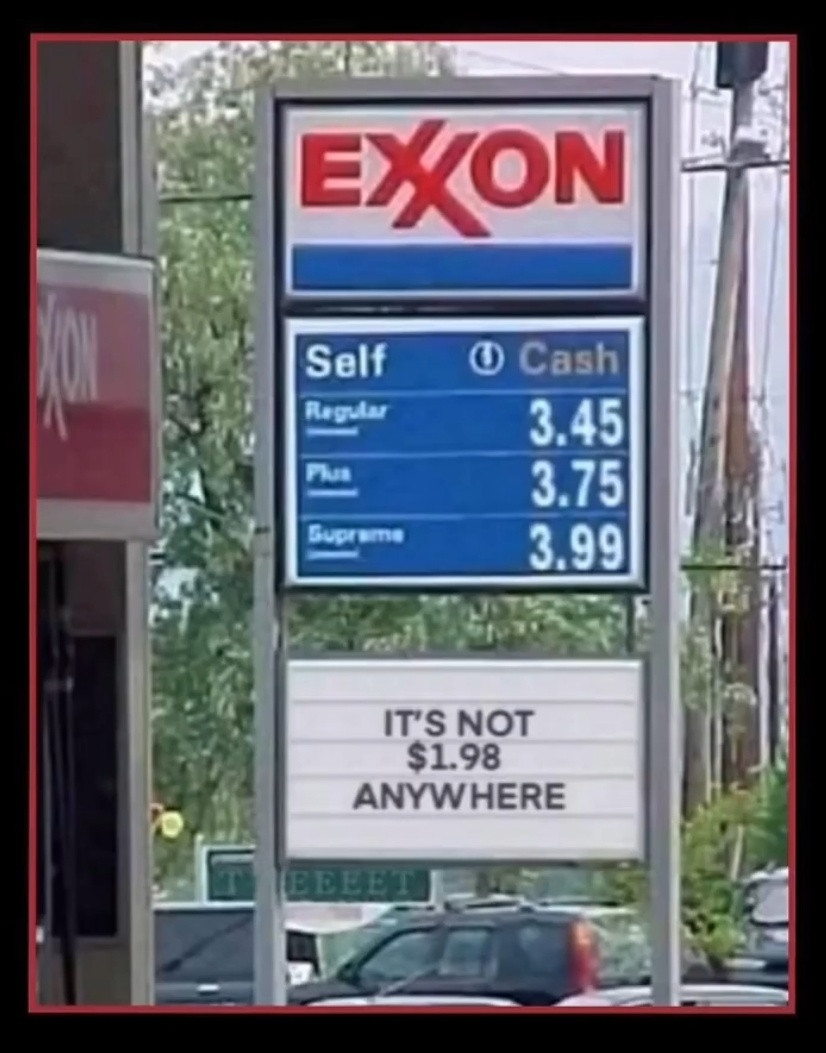 EXXON
Self Cash
Regular 3.45
Plus 3.75
Supreme 3.99
IT'S NOT
$1.98
ANYWHERE
XON